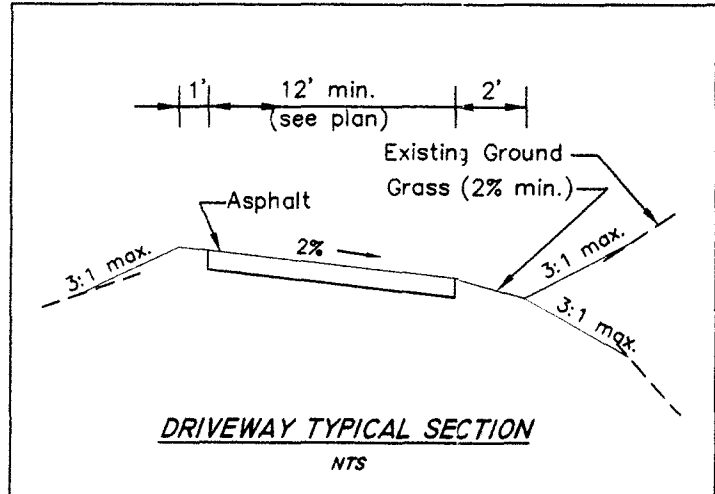 1' 12' min. 2'
(see plan)
Existing Ground
Grass (2% min.)
Asphalt
2%
3:1 max.
3:1 max.
3:1 max.
DRIVEWAY TYPICAL SECTION
NTS